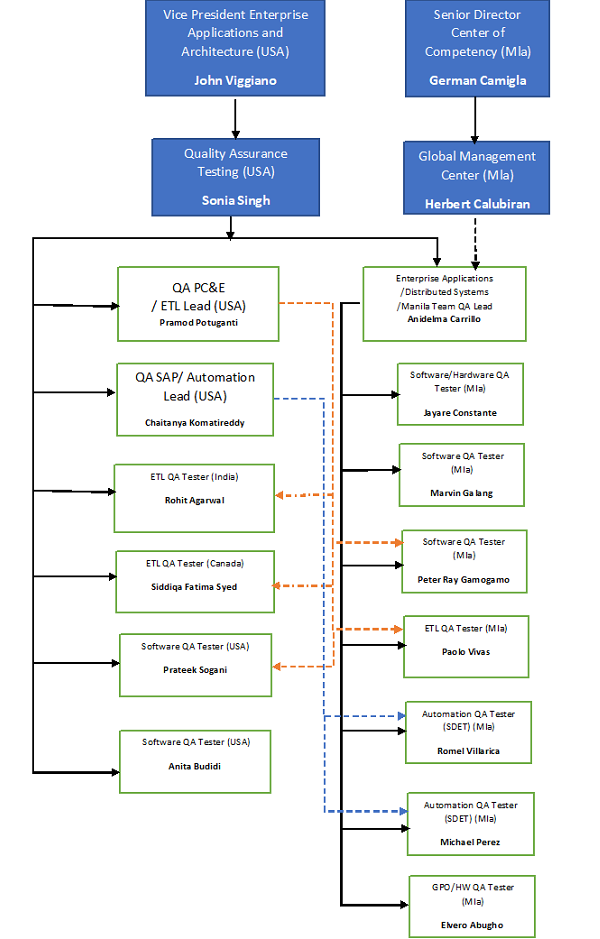 Vice President Enterprise
Applications and
Architecture (USA)
John Viggiano
Senior Director
Center of
Competency (Mla)
German Camigla
Quality Assurance
Testing (USA)
Sonia Singh
Global Management
Center (Mla)
Herbert Calubiran
QA PC&E
/ ETL Lead (USA)
Pramod Potuganti
Enterprise Applications
/Distributed Systems
/Manila Team QA Lead
Anidelma Carrillo
QA SAP/ Automation
Lead (USA)
Chaitanya Komatireddy
Software/Hardware QA
Tester (Mla)
Jayare Constante
ETL QA Tester (India)
Rohit Agarwal
Software QA Tester
(Mla)
Marvin Galang
ETL QA Tester (Canada)
Siddiqa Fatima Syed
Software QA Tester
(Mla)
Peter Ray Gamogamo
Software QA Tester (USA)
Prateek Sogani
ETL QA Tester (Mla)
Paolo Vivas
Software QA Tester (USA)
Anita Budidi
Automation QA Tester
(SDET) (Mla)
Romel Villarica
Automation QA Tester
(SDET) (Mla)
Michael Perez
GPO/HW QA Tester
(Mla)
Elvero Abugho